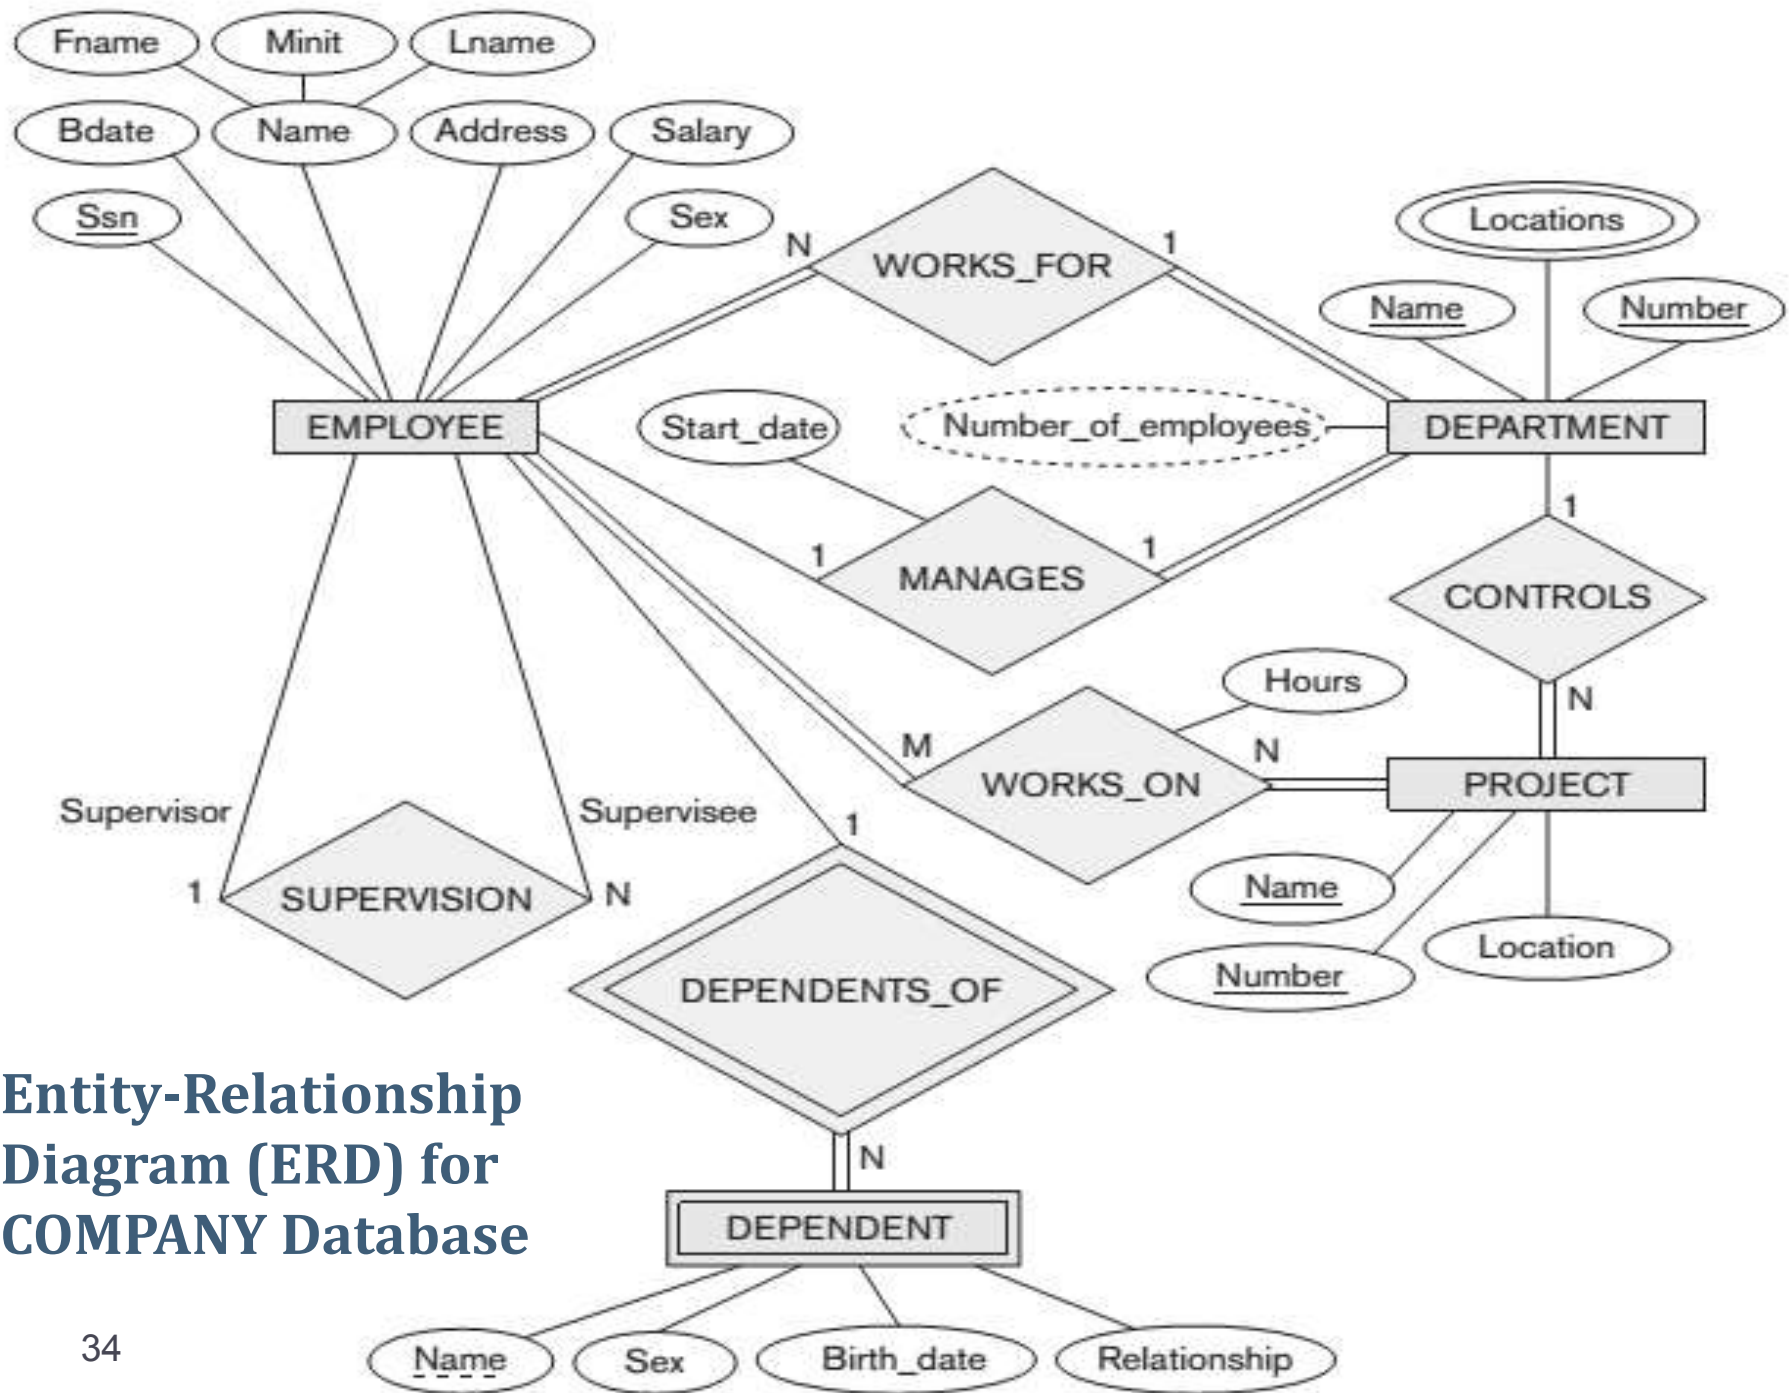 Fname
Minit
Lname
Bdate
Name
Address
Salary
Ssn
Sex
N
WORKS_FOR
1
Locations
Name
Number
EMPLOYEE
Start_date
Number_of_employees
DEPARTMENT
1
MANAGES
1
1
CONTROLS
N
Hours
M
WORKS_ON
N
PROJECT
Supervisor
Supervisee
1
SUPERVISION
N
1
Name
Number
Location
DEPENDENTS_OF
N
Entity-Relationship
Diagram (ERD) for
COMPANY Database
DEPENDENT
34
Name
Sex
Birth_date
Relationship